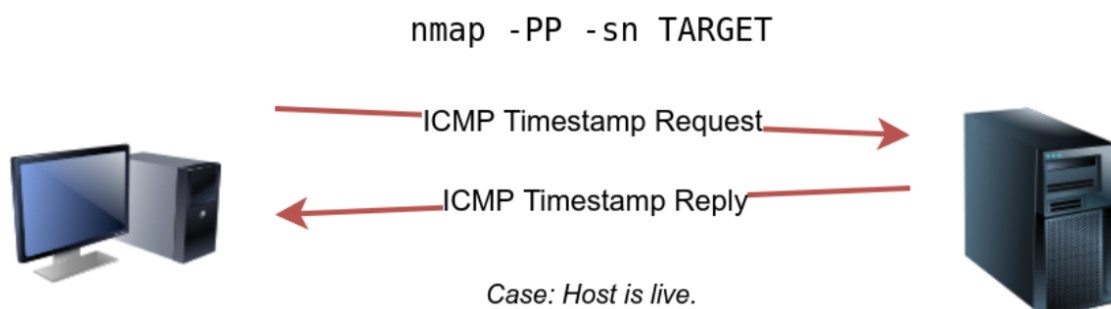 nmap -PP -sn TARGET
ICMP Timestamp Request
ICMP Timestamp Reply
Case: Host is live.